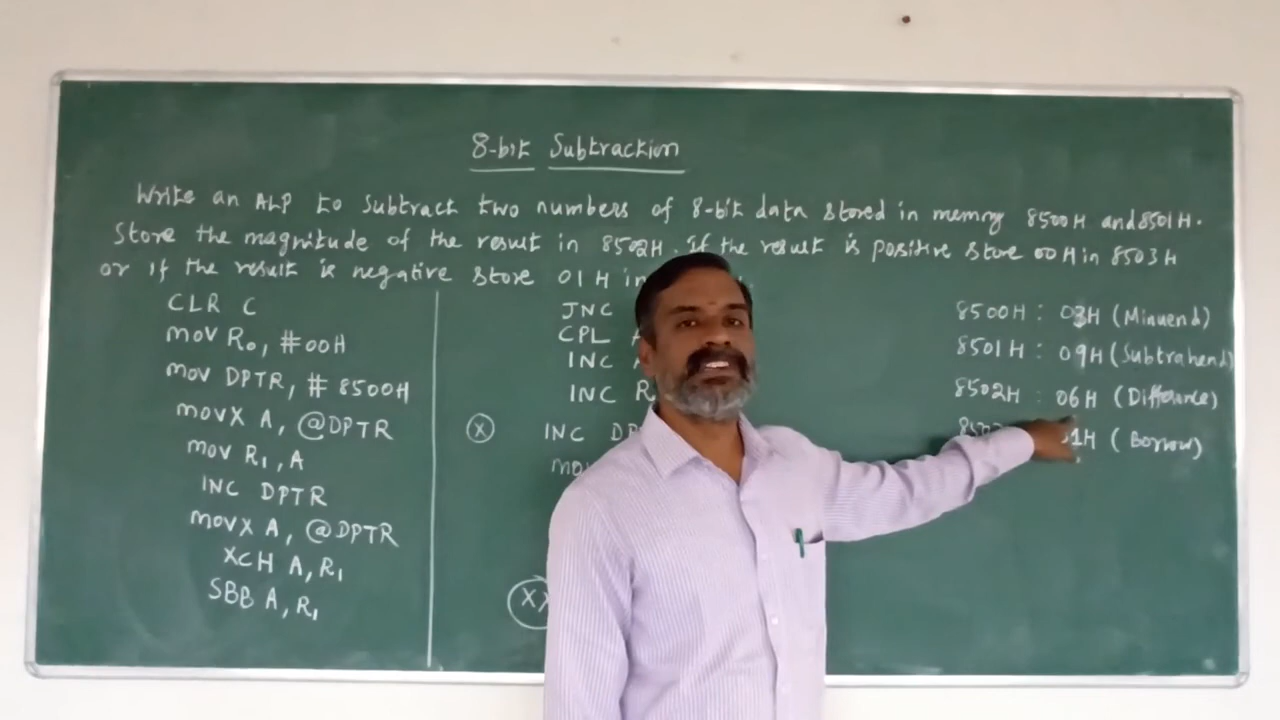 8-bit Subtraction
Write an ALP to subtract two numbers of 8-bit data stored in memry 8500H and 8501H.
Store the magnitude of the result in 8502H. If the result is positive store 00H in 8503H
or if the result is negative store 01H in
CLR C
MOV R0, #00H
MOV DPTR, #8500H
MOVX A, @DPTR
MOV R1, A
INC DPTR
MOVX A, @DPTR
XCH A, R1
SBB A, R1
JNC
CPL
INC
INC R
(X) INC DP
8500H : 03H (Minuend)
8501H : 09H (Subtrahend)
8502H : 06H (Difference)
1H (Borrow)